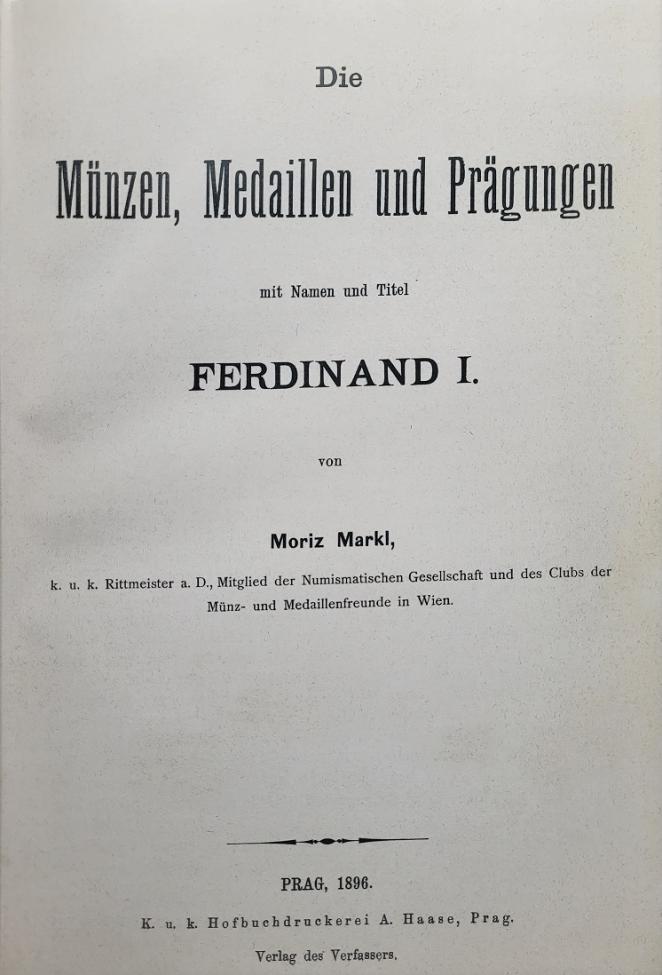 Die
Münzen, Medaillen und Prägungen
mit Namen und Titel
FERDINAND I.
von
Moriz Markl,
k. u. k. Rittmeister a. D., Mitglied der Numismatischen Gesellschaft und des Clubs der
Münz- und Medaillenfreunde in Wien.
PRAG, 1896.
K. u. k. Hofbuchdruckerei A. Haase, Prag.
Verlag des Verfassers.